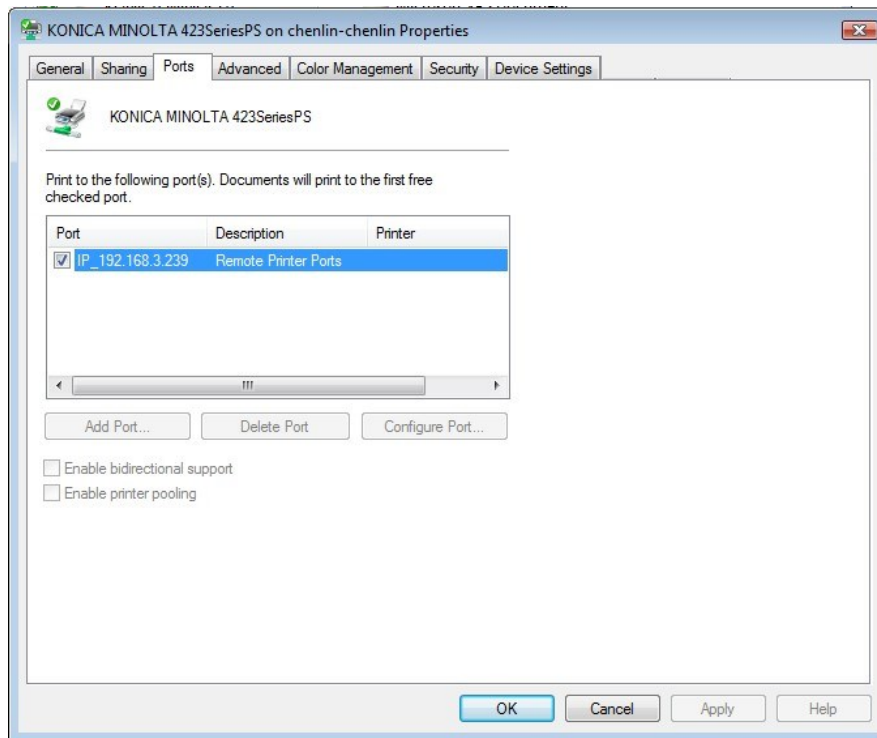 KONICA MINOLTA 423SeriesPS on chenlin-chenlin Properties
General Sharing Ports Advanced Color Management Security Device Settings
KONICA MINOLTA 423SeriesPS
Print to the following port(s). Documents will print to the first free
checked port.
Port Description Printer
IP_192.168.3.239 Remote Printer Ports
Add Port... Delete Port Configure Port...
Enable bidirectional support
Enable printer pooling
OK Cancel Apply Help